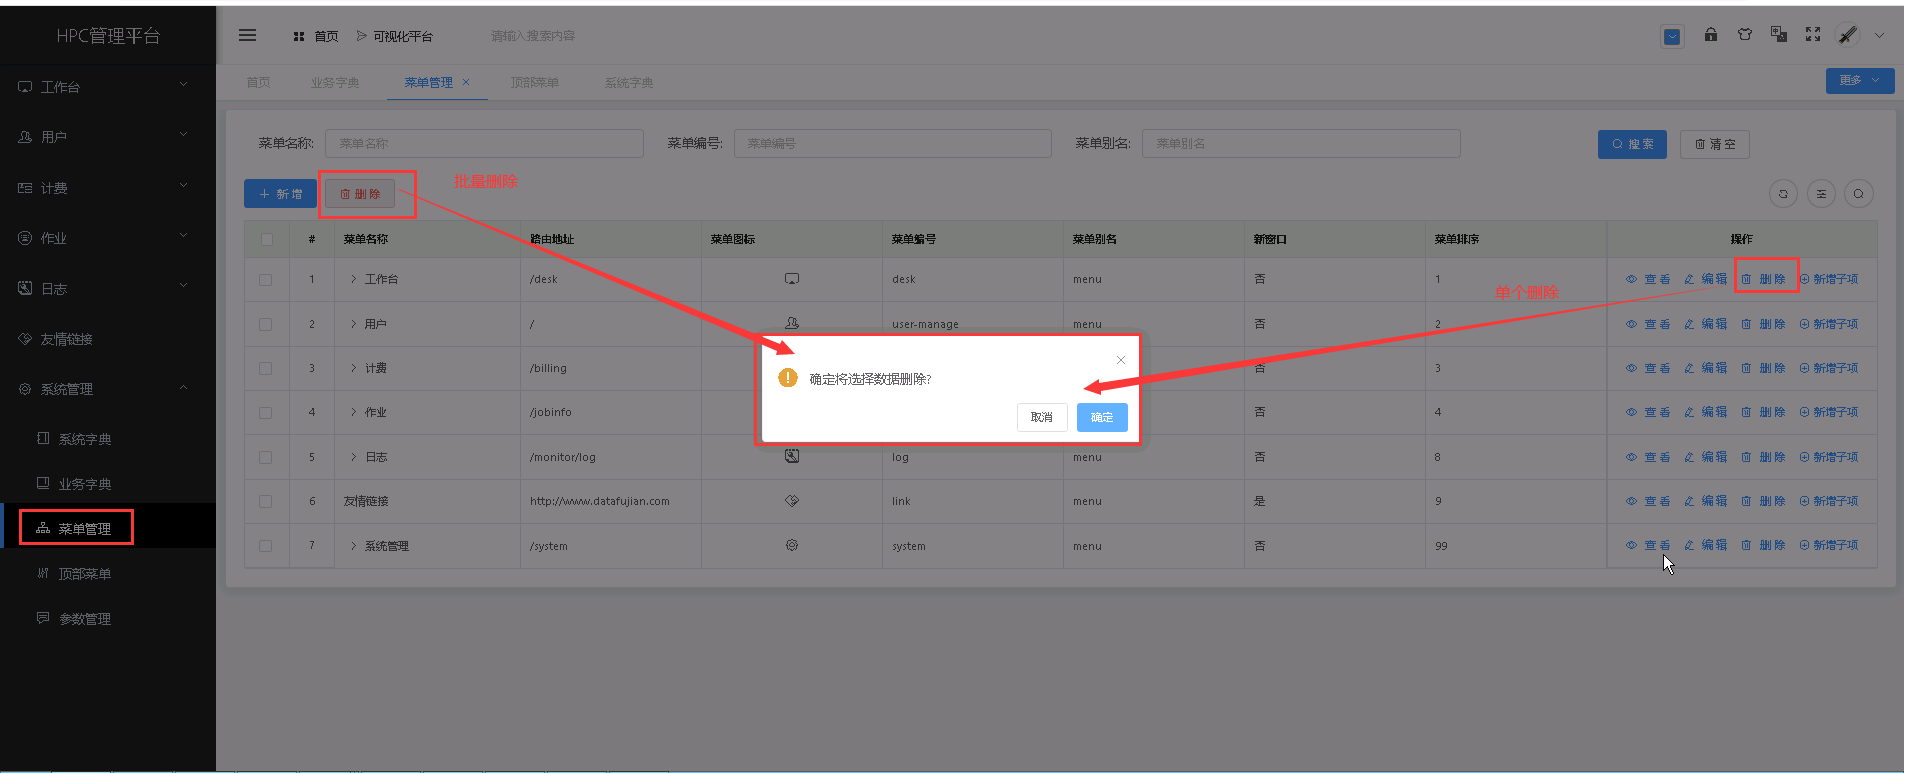 HPC管理平台
首页 可视化平台 请输入搜索内容
首页 业务字典 菜单管理 × 顶部菜单 系统字典 更多
工作台
用户
计费
作业
日志
友情链接
系统管理
系统字典
业务字典
菜单管理
顶部菜单
参数管理
菜单名称: 菜单名称 菜单编号: 菜单编号 菜单别名: 菜单别名 搜索 清空
+ 新增 删除 批量删除
# 菜单名称 路由地址 菜单图标 菜单编号 菜单别名 新窗口 菜单排序 操作
1 工作台 /desk desk menu 否 1 查看 编辑 删除 新增子项
单个删除
2 用户 / user-manage menu 否 2 查看 编辑 删除 新增子项
3 计费 /billing 否 3 查看 编辑 删除 新增子项
4 作业 /jobinfo 否 4 查看 编辑 删除 新增子项
5 日志 /monitor/log log menu 否 8 查看 编辑 删除 新增子项
6 友情链接 http://www.datafujian.com link menu 是 9 查看 编辑 删除 新增子项
7 系统管理 /system system menu 否 99 查看 编辑 删除 新增子项
确定将选择数据删除?
取消 确定